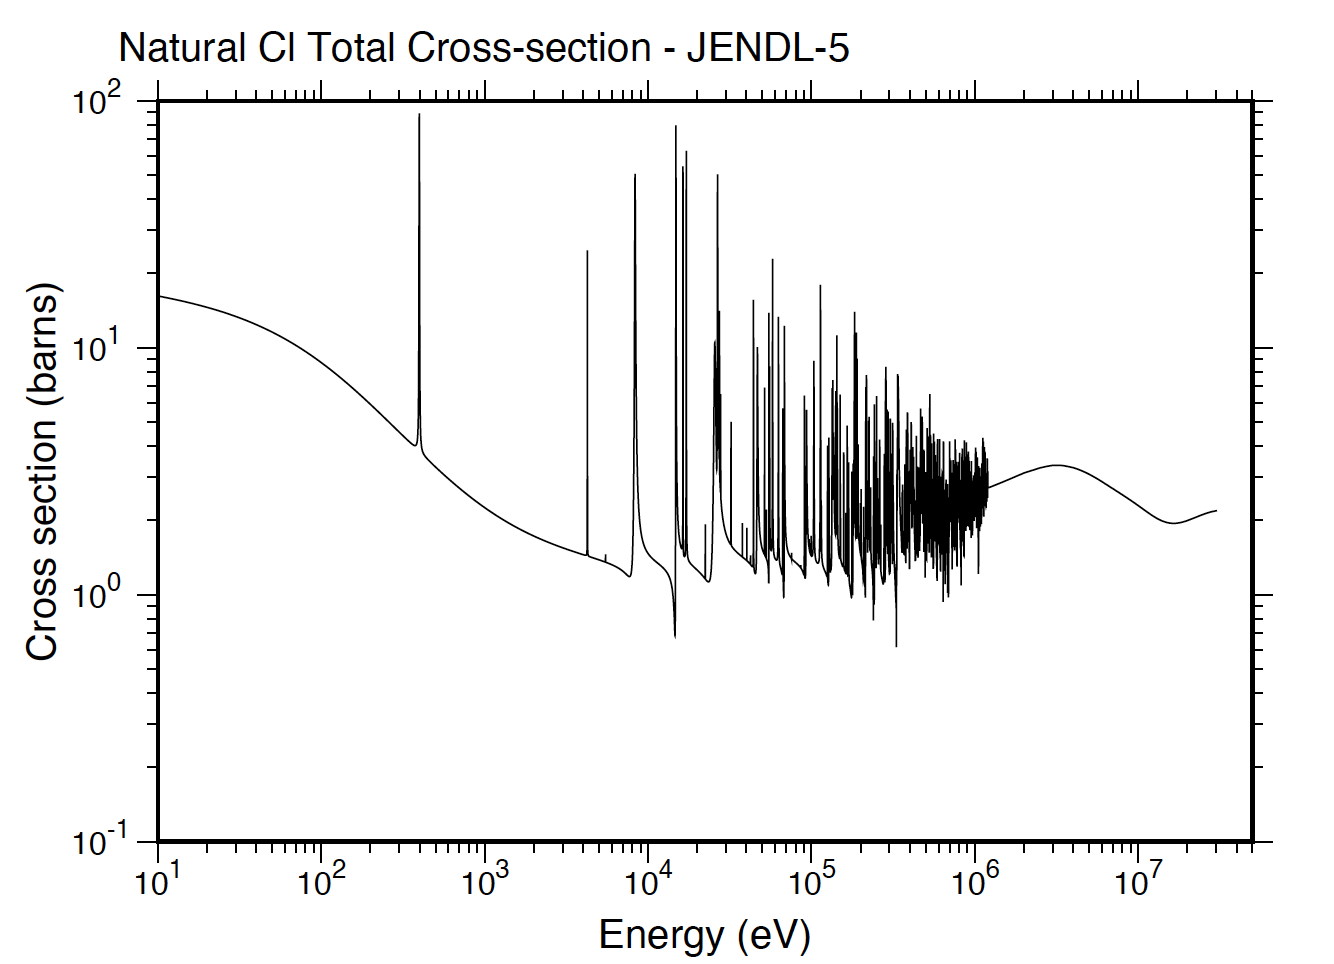 Natural Cl Total Cross-section - JENDL-5
Cross section (barns)
10²
10¹
10⁰
10⁻¹
10¹ 10² 10³ 10⁴ 10⁵ 10⁶ 10⁷
Energy (eV)